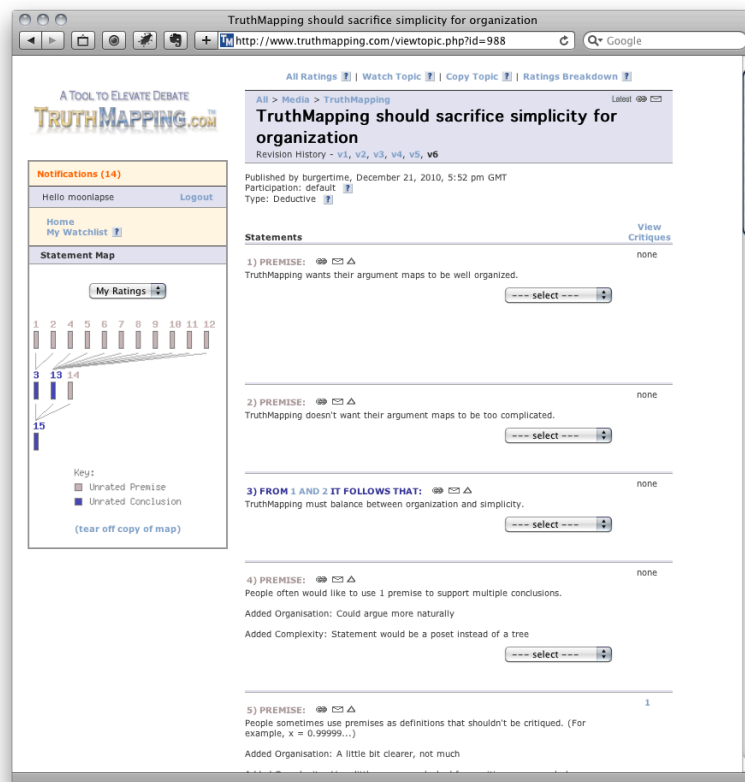 TruthMapping should sacrifice simplicity for organization
http://www.truthmapping.com/viewtopic.php?id=988
Google
All Ratings ? | Watch Topic ? | Copy Topic ? | Ratings Breakdown ?
A TOOL TO ELEVATE DEBATE
TRUTHMAPPING.COM™
Notifications (14)
Hello moonlapse Logout
Home
My Watchlist ?
Statement Map
My Ratings
1 2 4 5 6 7 8 9 10 11 12
3 13 14
15
Key:
Unrated Premise
Unrated Conclusion
(tear off copy of map)
All > Media > TruthMapping Latest
TruthMapping should sacrifice simplicity for
organization
Revision History - v1, v2, v3, v4, v5, v6
Published by burgertime, December 21, 2010, 5:52 pm GMT
Participation: default ?
Type: Deductive ?
Statements View
Critiques
1) PREMISE: none
TruthMapping wants their argument maps to be well organized.
--- select ---
2) PREMISE: none
TruthMapping doesn't want their argument maps to be too complicated.
--- select ---
3) FROM 1 AND 2 IT FOLLOWS THAT: none
TruthMapping must balance between organization and simplicity.
--- select ---
4) PREMISE: none
People often would like to use 1 premise to support multiple conclusions.
Added Organisation: Could argue more naturally
Added Complexity: Statement would be a poset instead of a tree
--- select ---
5) PREMISE: 1
People sometimes use premises as definitions that shouldn't be critiqued. (For
example, x = 0.99999...)
Added Organisation: A little bit clearer, not much